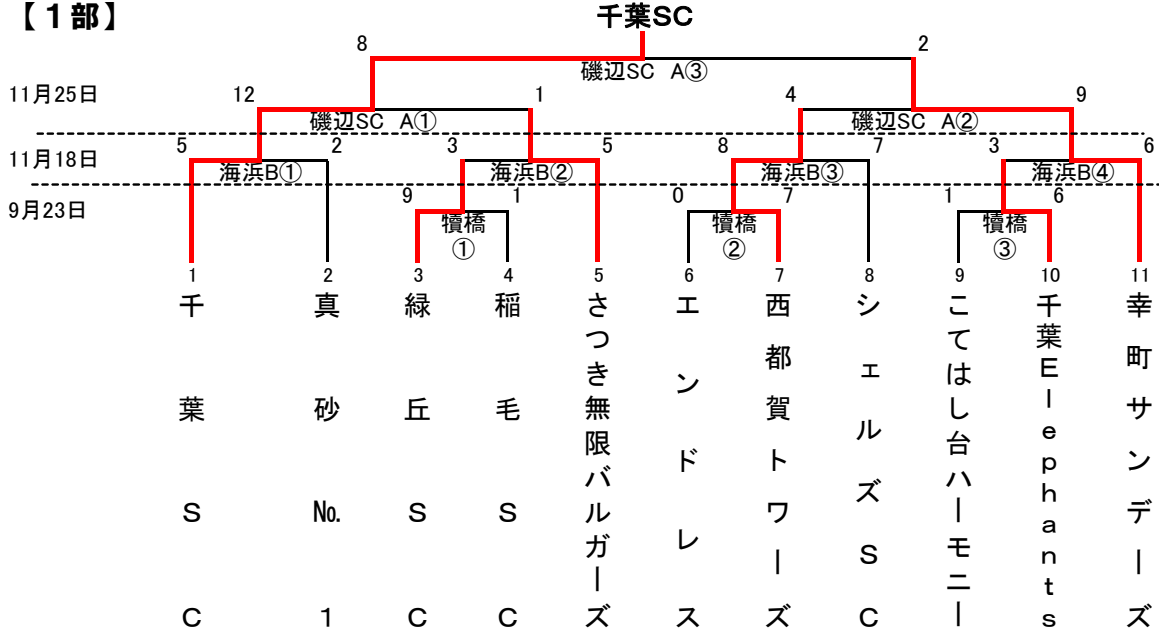 【１部】
千葉SC
8
2
磯辺SC A③
11月25日
12
1
4
9
磯辺SC A①
磯辺SC A②
11月18日
5
2
3
5
8
7
3
6
海浜B①
海浜B②
海浜B③
海浜B④
9月23日
9
1
0
7
1
6
犢橋
①
犢橋
②
犢橋
③
1
2
3
4
5
6
7
8
9
10
11
千葉ＳＣ
真砂№１
緑丘ＳＣ
稲毛ＳＣ
さつき無限バルガーズ
エンドレス
西都賀トワーズ
シェルズＳＣ
こてはし台ハーモニー
千葉Ｅｌｅｐｈａｎｔｓ
幸町サンデーズ